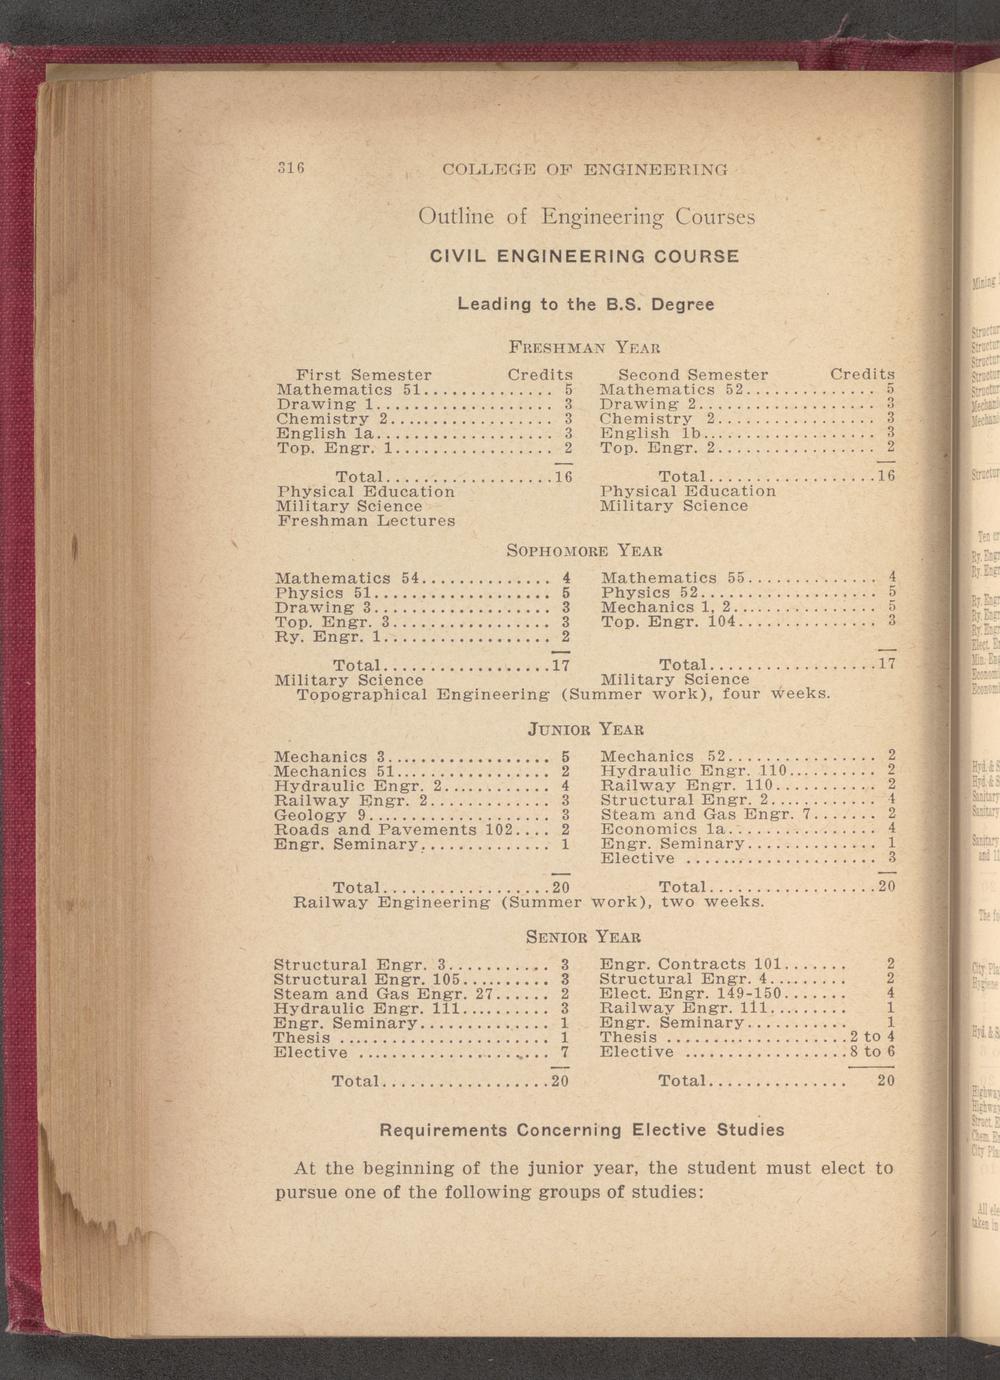 316 COLLEGE OF ENGINEERING
Outline of Engineering Courses
CIVIL ENGINEERING COURSE
Leading to the B.S. Degree
FRESHMAN YEAR
First Semester Credits Second Semester Credits
Mathematics 51.............. 5 Mathematics 52.............. 5
Drawing 1................... 3 Drawing 2................... 3
Chemistry 2.................. 3 Chemistry 2................. 3
English 1a................... 3 English 1b................... 3
Top. Engr. 1................. 2 Top. Engr. 2................. 2
Total..................16 Total..................16
Physical Education Physical Education
Military Science Military Science
Freshman Lectures
SOPHOMORE YEAR
Mathematics 54.............. 4 Mathematics 55.............. 4
Physics 51................... 5 Physics 52................... 5
Drawing 3................... 3 Mechanics 1, 2............... 5
Top. Engr. 3................. 3 Top. Engr. 104............... 3
Ry. Engr. 1.................. 2
Total..................17 Total..................17
Military Science Military Science
Topographical Engineering (Summer work), four weeks.
JUNIOR YEAR
Mechanics 3.................. 5 Mechanics 52................ 2
Mechanics 51................ 2 Hydraulic Engr. 110.......... 2
Hydraulic Engr. 2........... 4 Railway Engr. 110........... 2
Railway Engr. 2............. 3 Structural Engr. 2........... 4
Geology 9................... 3 Steam and Gas Engr. 7....... 2
Roads and Pavements 102.... 2 Economics 1a................ 4
Engr. Seminary.............. 1 Engr. Seminary.............. 1
Elective .................... 3
Total..................20 Total..................20
Railway Engineering (Summer work), two weeks.
SENIOR YEAR
Structural Engr. 3........... 3 Engr. Contracts 101....... 2
Structural Engr. 105.......... 3 Structural Engr. 4......... 2
Steam and Gas Engr. 27...... 2 Elect. Engr. 149-150....... 4
Hydraulic Engr. 111.......... 3 Railway Engr. 111......... 1
Engr. Seminary.............. 1 Engr. Seminary........... 1
Thesis ....................... 1 Thesis ...................2 to 4
Elective ..................... 7 Elective .................8 to 6
Total..................20 Total............... 20
Requirements Concerning Elective Studies
At the beginning of the junior year, the student must elect to
pursue one of the following groups of studies: